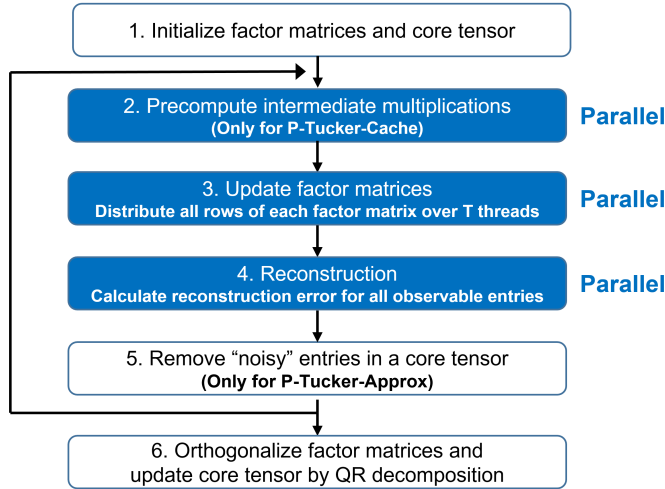 1. Initialize factor matrices and core tensor
2. Precompute intermediate multiplications
(Only for P-Tucker-Cache)
Parallel
3. Update factor matrices
Distribute all rows of each factor matrix over T threads
Parallel
4. Reconstruction
Calculate reconstruction error for all observable entries
Parallel
5. Remove “noisy” entries in a core tensor
(Only for P-Tucker-Approx)
6. Orthogonalize factor matrices and
update core tensor by QR decomposition